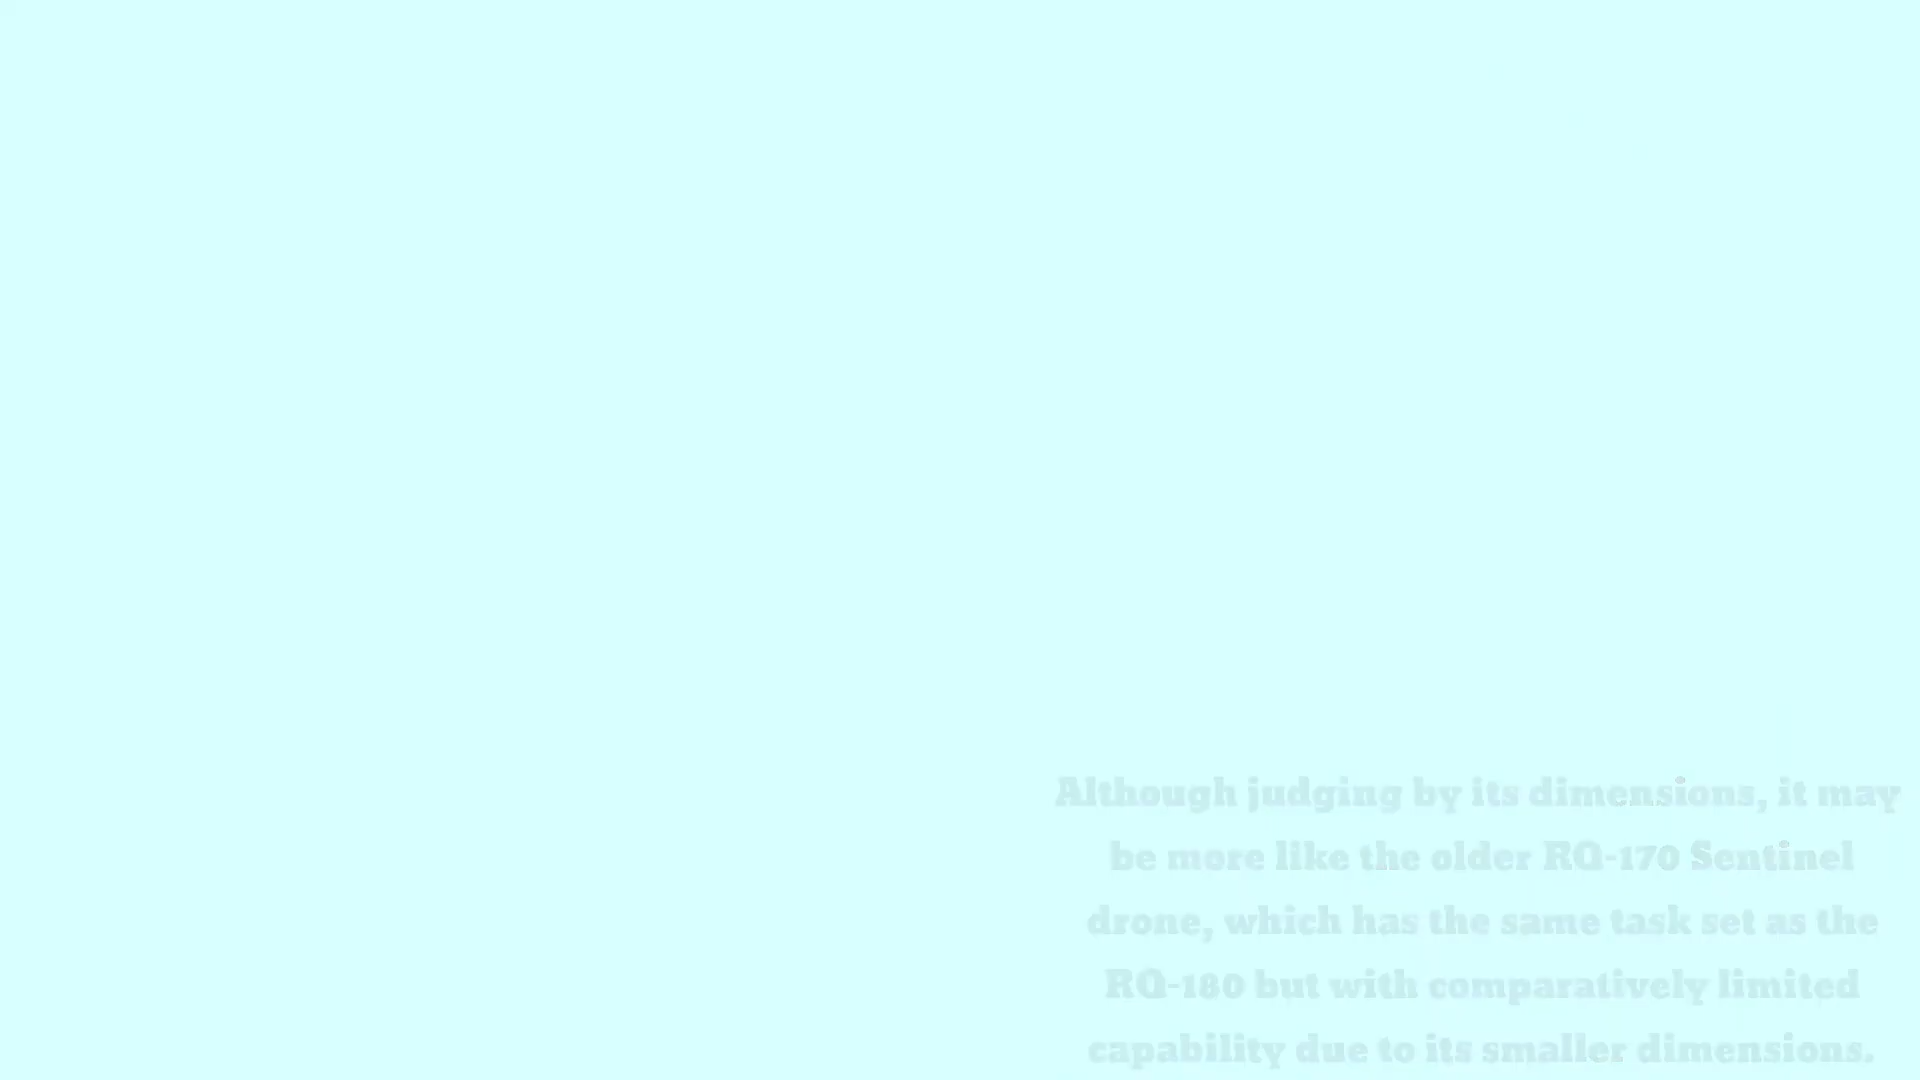 Although judging by its dimensions, it may
be more like the older RQ-170 Sentinel
drone, which has the same task set as the
RQ-180 but with comparatively limited
capability due to its smaller dimensions.